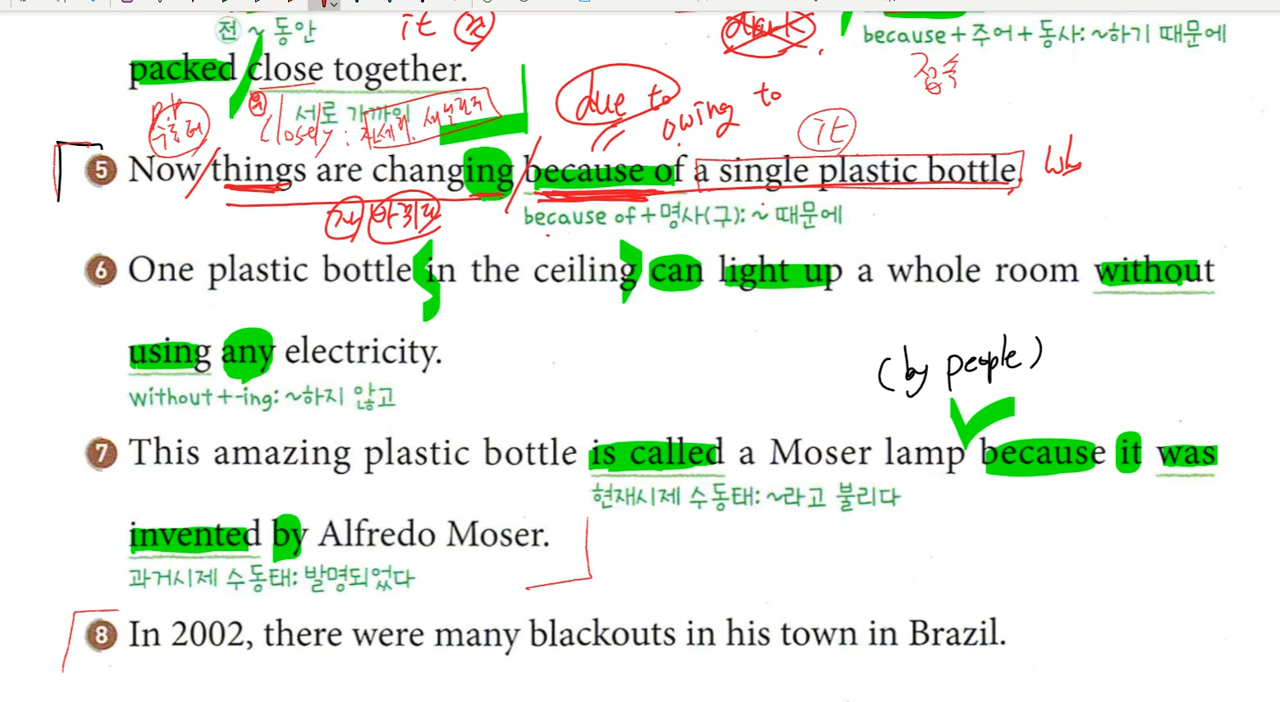 전 ~ 동안
it
dark
because + 주어 + 동사: ~하기 때문에
packed close together.
접속
서로 가까이
closely : 자세히
due to
owing to
it
⑤ Now things are changing because of a single plastic bottle.
because of + 명사(구): ~ 때문에
⑥ One plastic bottle in the ceiling can light up a whole room without
using any electricity.
(by people)
without + -ing: ~하지 않고
⑦ This amazing plastic bottle is called a Moser lamp because it was
현재시제 수동태: ~라고 불리다
invented by Alfredo Moser.
과거시제 수동태: 발명되었다
⑧ In 2002, there were many blackouts in his town in Brazil.